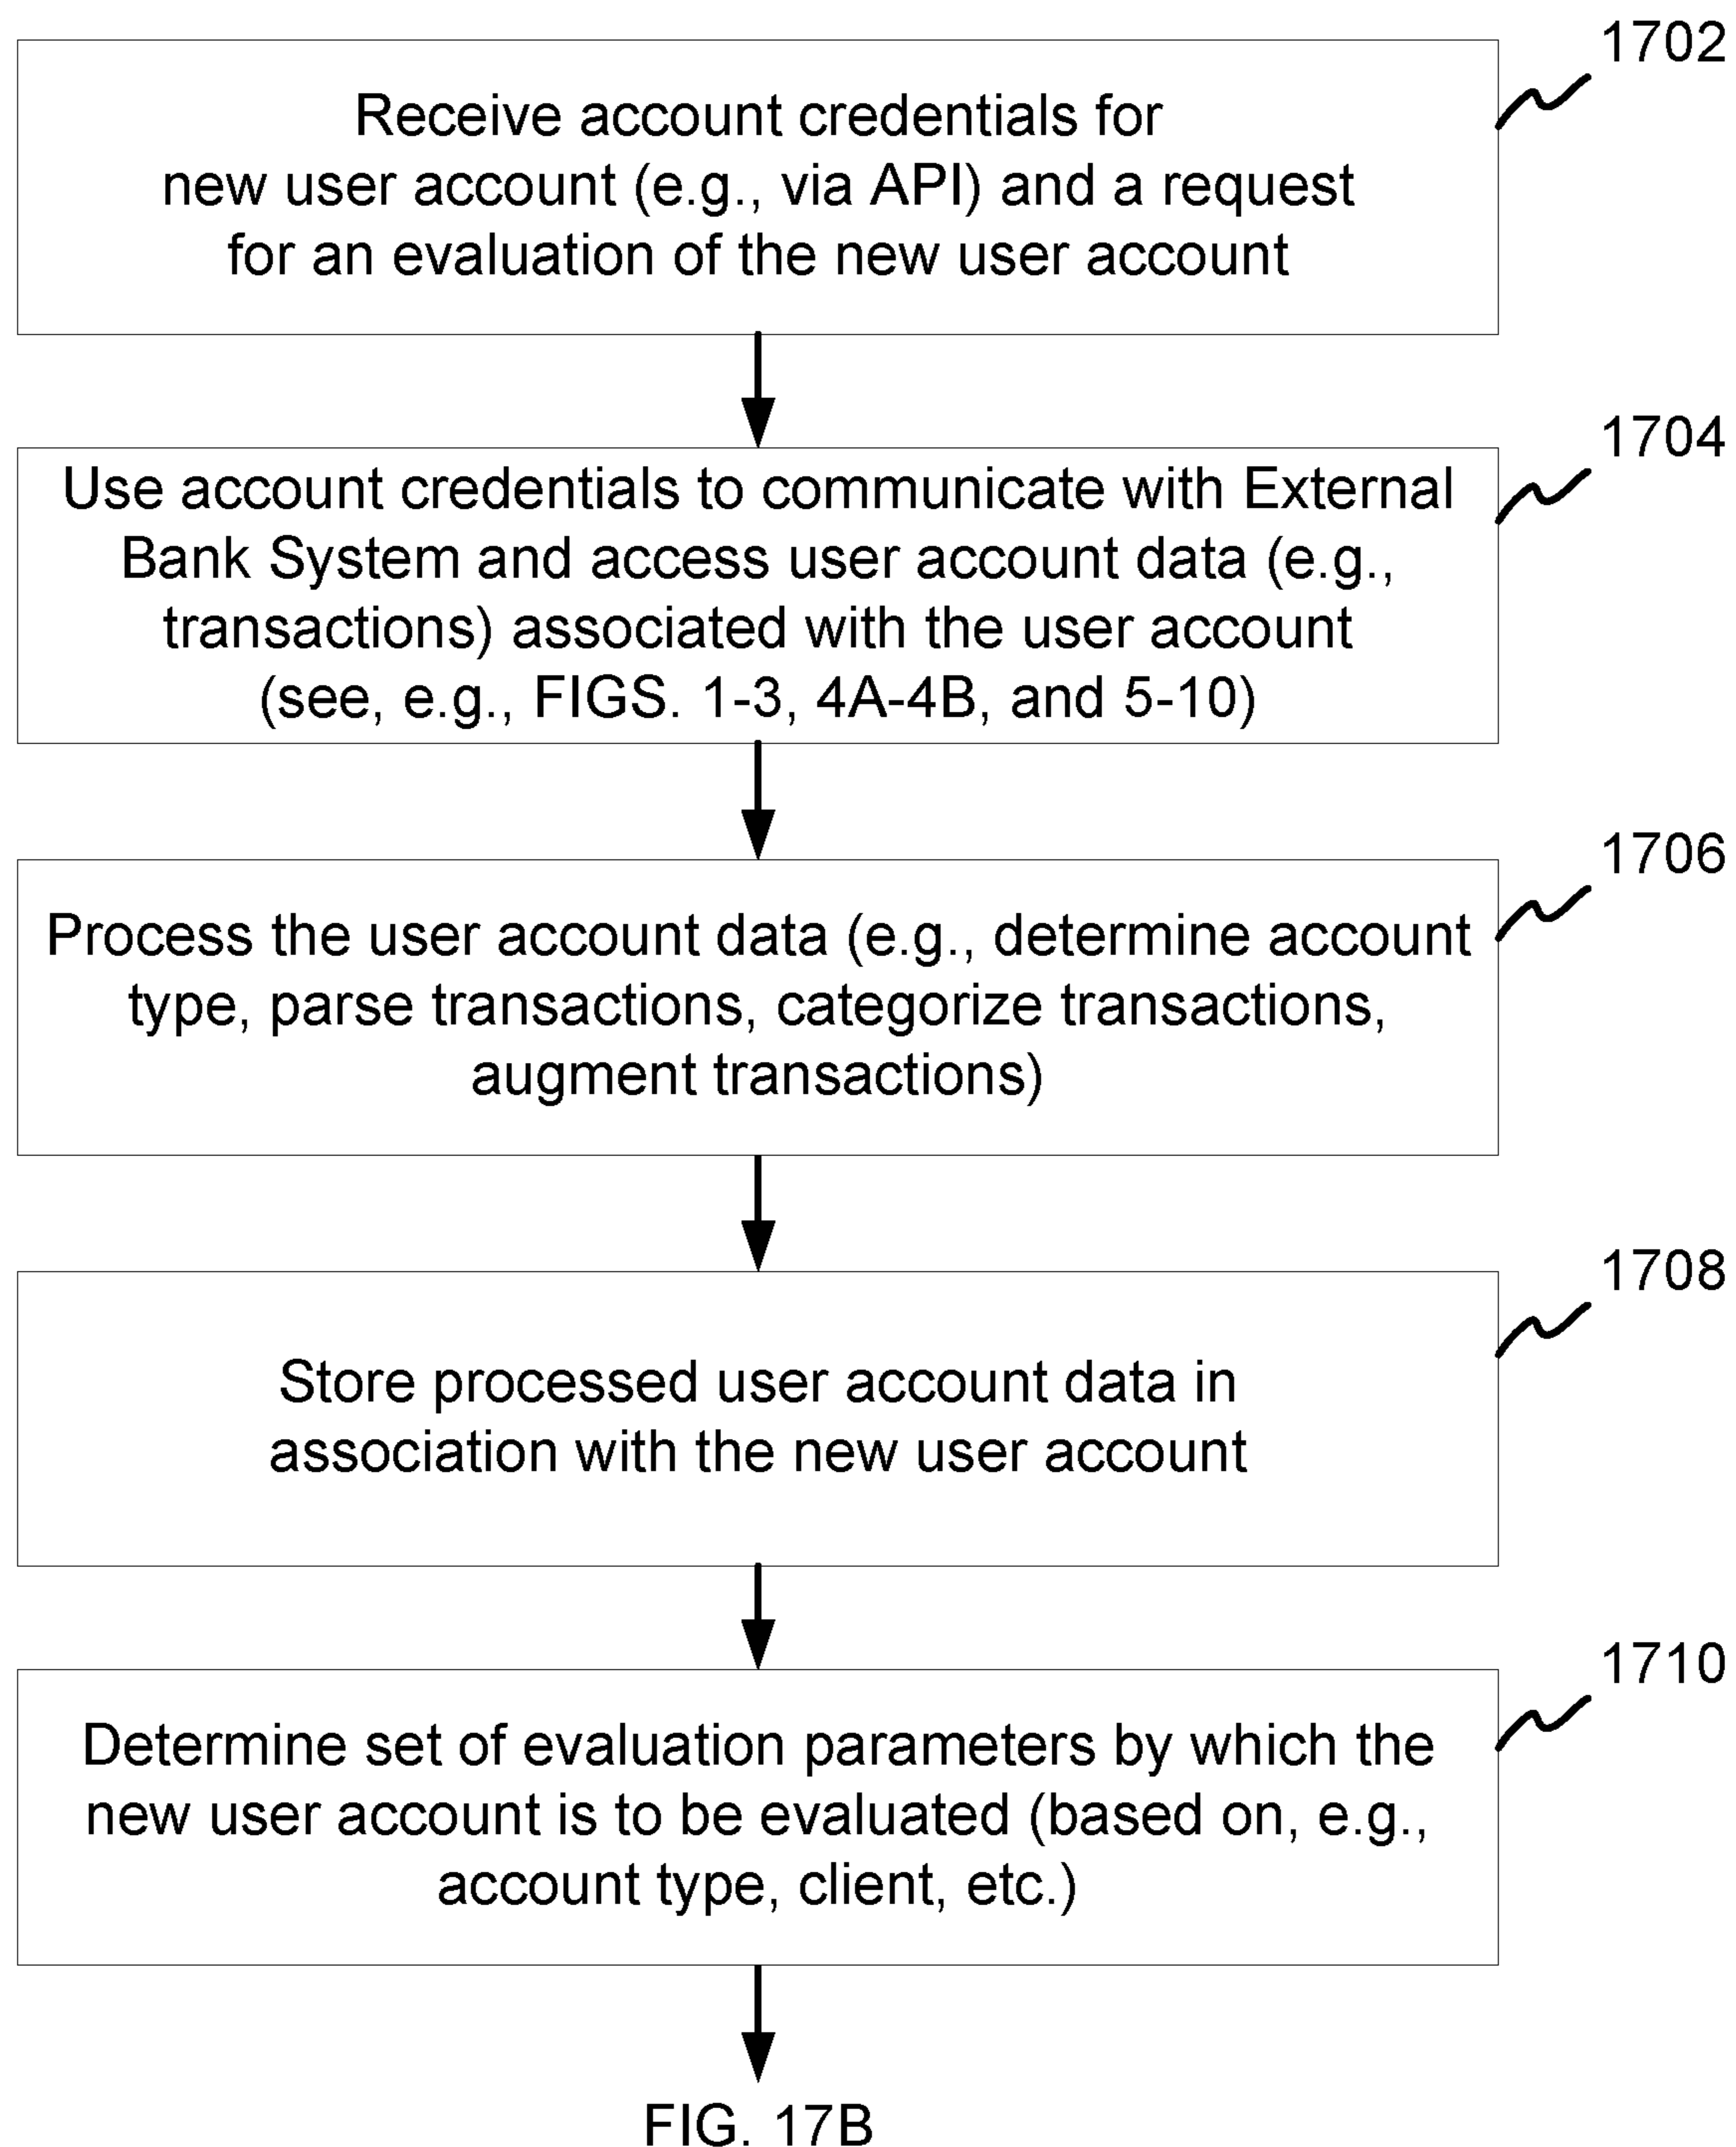 1702
Receive account credentials for
new user account (e.g., via API) and a request
for an evaluation of the new user account
1704
Use account credentials to communicate with External
Bank System and access user account data (e.g.,
transactions) associated with the user account
(see, e.g., FIGS. 1-3, 4A-4B, and 5-10)
1706
Process the user account data (e.g., determine account
type, parse transactions, categorize transactions,
augment transactions)
1708
Store processed user account data in
association with the new user account
1710
Determine set of evaluation parameters by which the
new user account is to be evaluated (based on, e.g.,
account type, client, etc.)
FIG. 17B